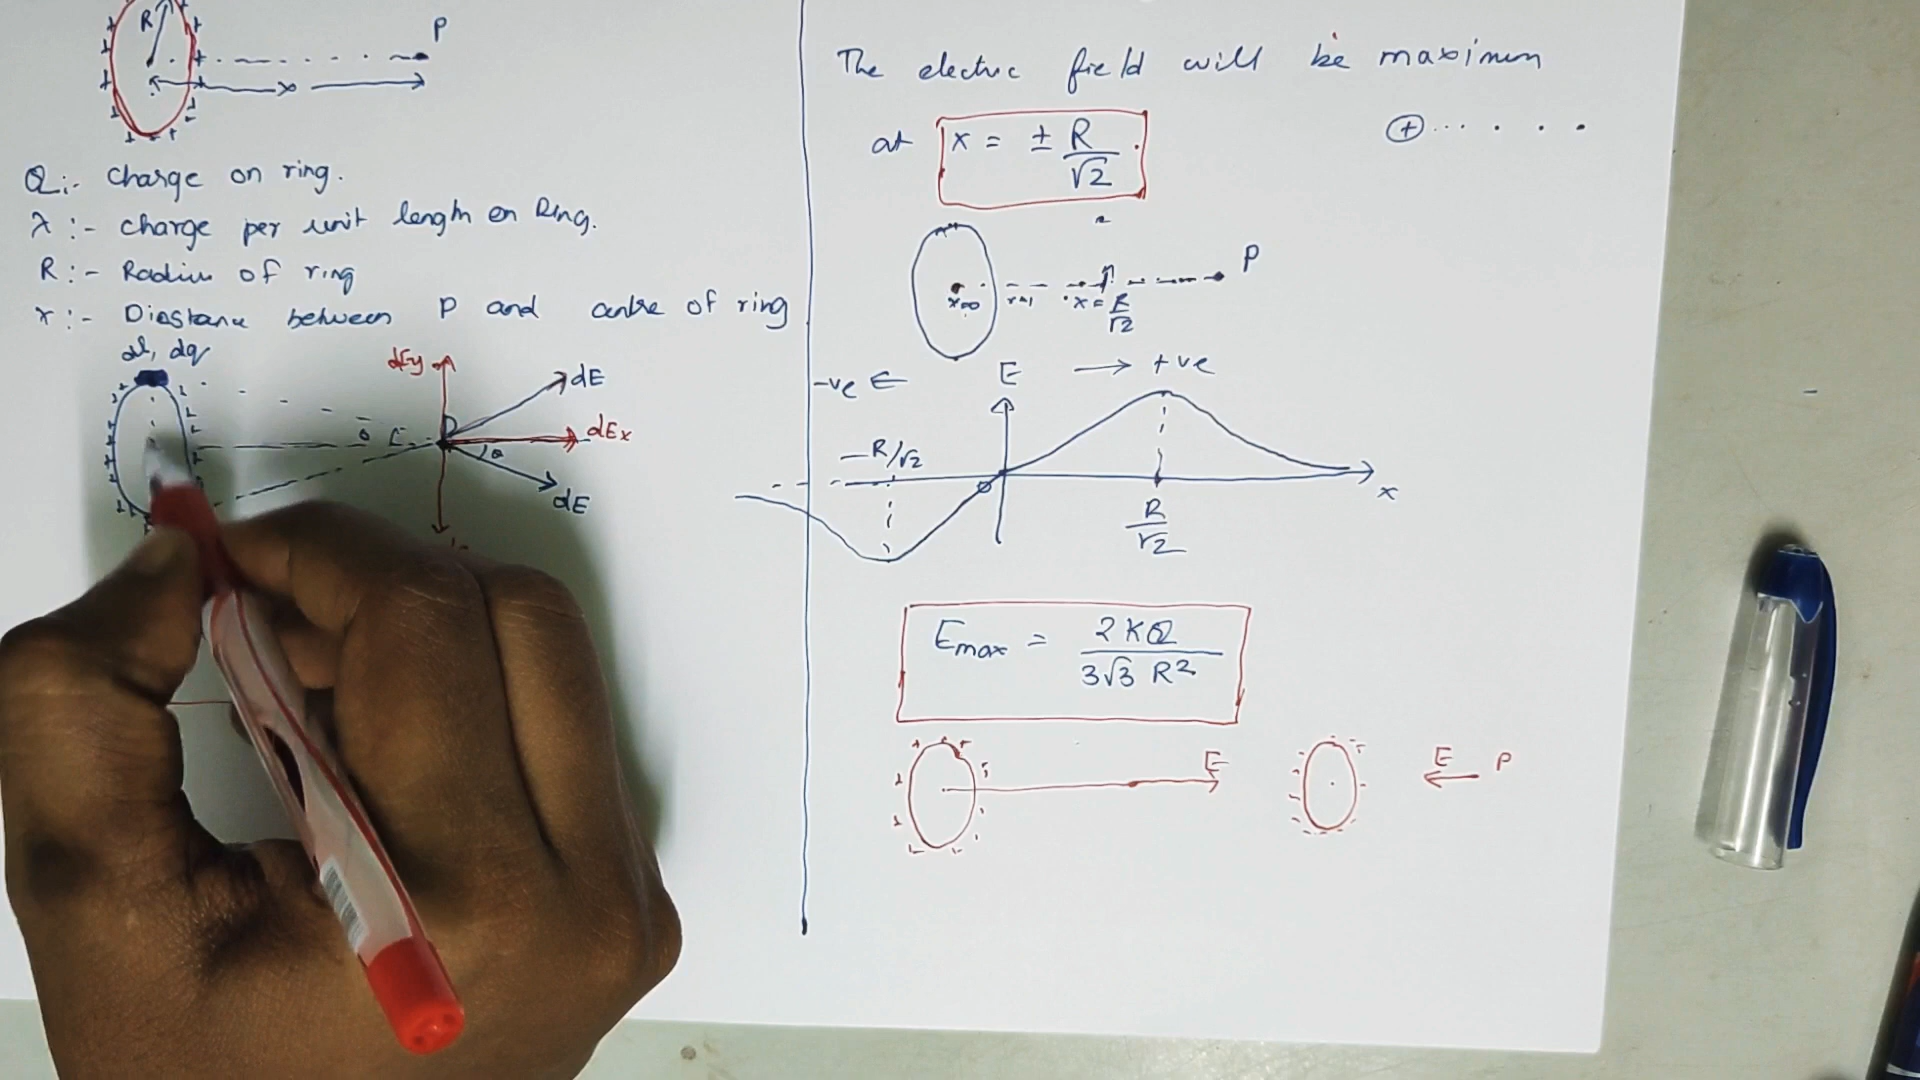 R
P
x
Q:- Charge on ring.
λ :- charge per unit length on Ring.
R :- Radius of ring
x :- Diastance between P and centre of ring
dl, dq
dEy
dE
P
dEx
θ
θ
dE
The electric field will be maximum
at x = ± R/√2
+
P
x=0
x = R/√2
-ve ← E → +ve
-R/√2
0
x
R/√2
Emax = 2KQ / 3√3 R²
E
E P